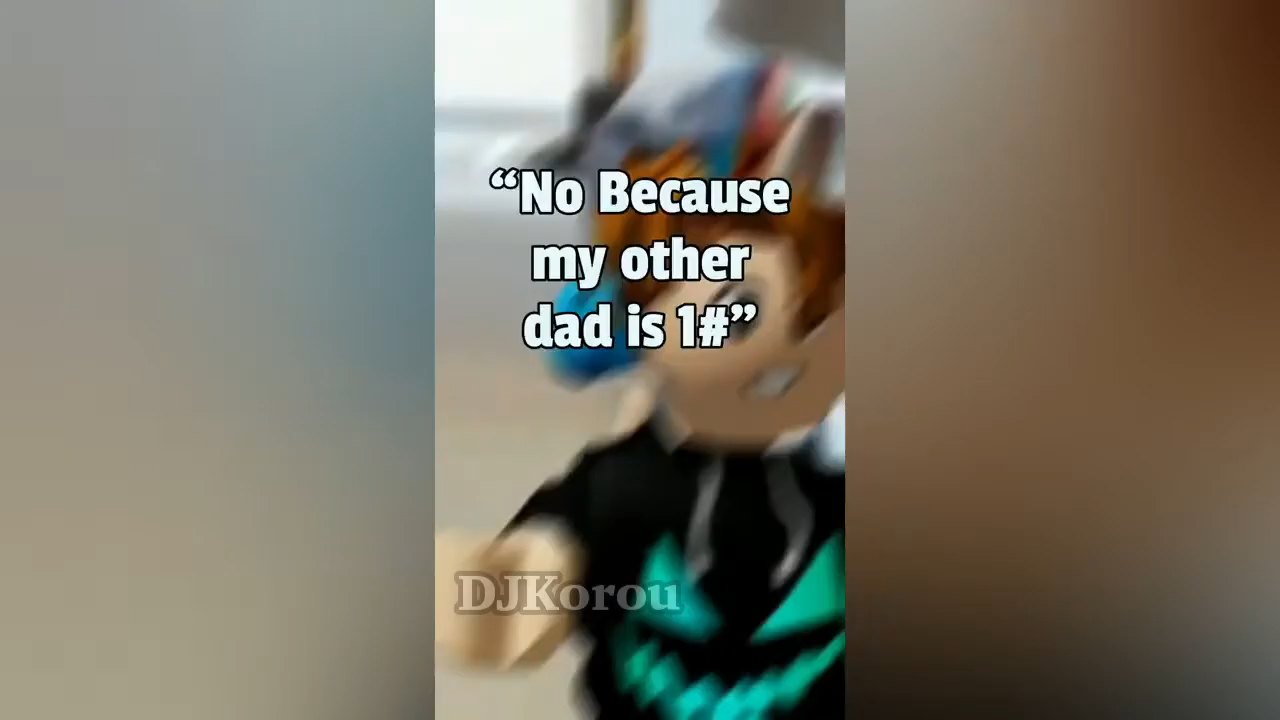 “No Because
my other
dad is 1#”
DJKorou